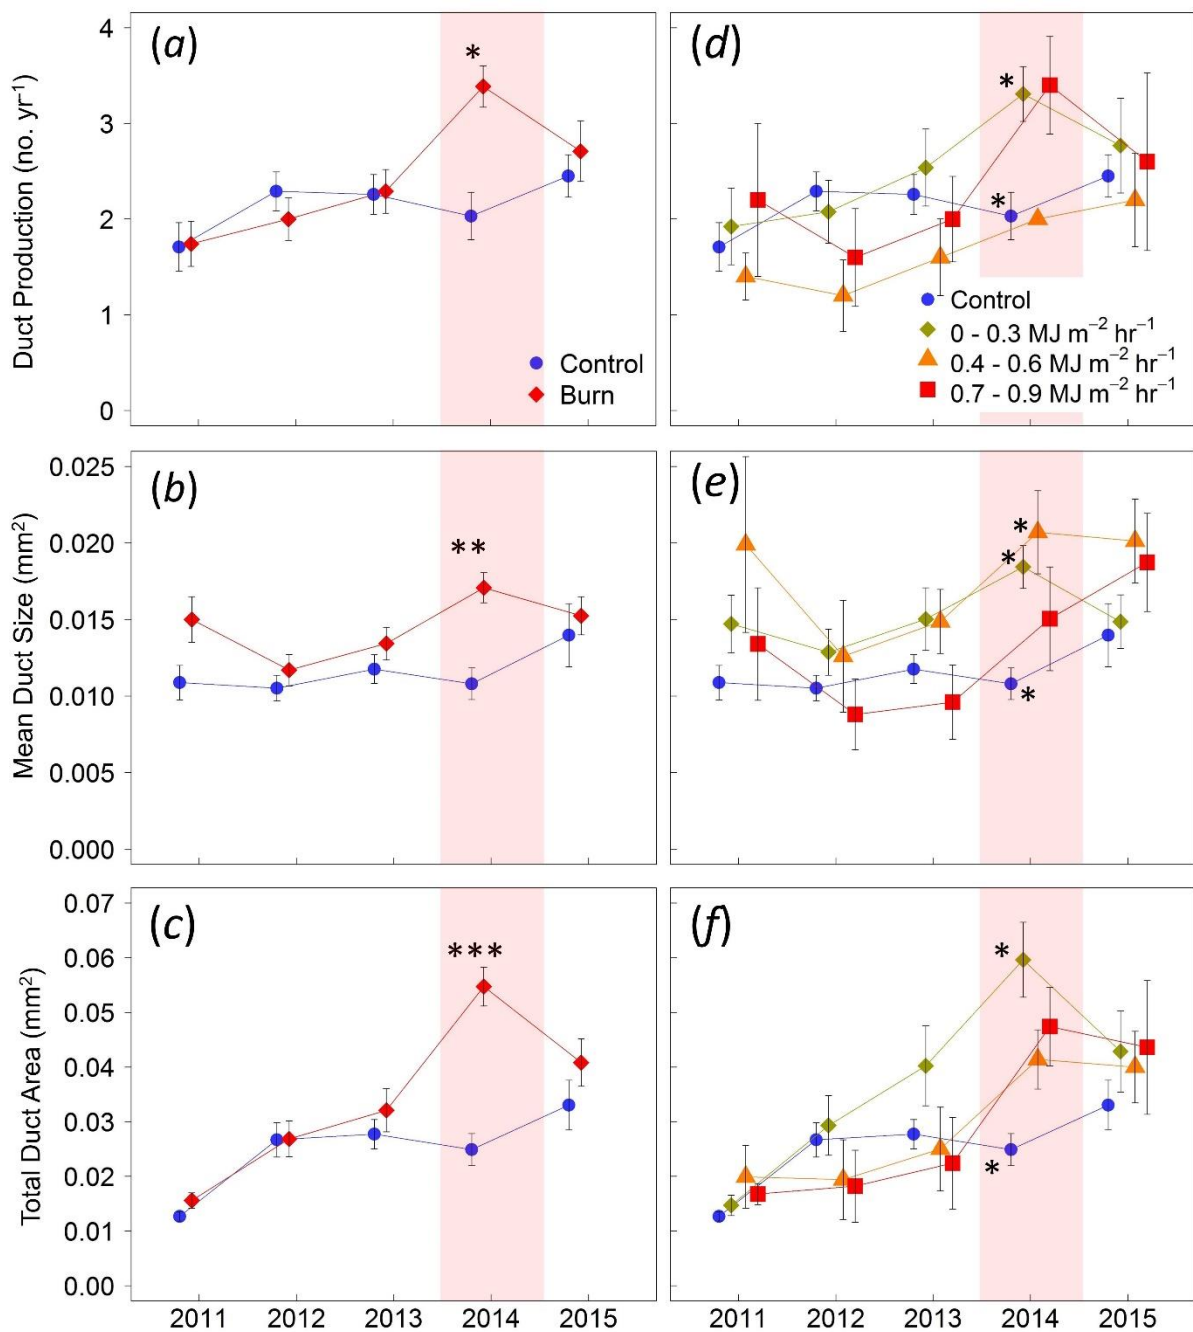 (a)
*
Duct Production (no. yr⁻¹)
4
3
2
1
0
Control
Burn
(d)
*
*
Control
0 - 0.3 MJ m⁻² hr⁻¹
0.4 - 0.6 MJ m⁻² hr⁻¹
0.7 - 0.9 MJ m⁻² hr⁻¹
(b)
**
Mean Duct Size (mm²)
0.025
0.020
0.015
0.010
0.005
0.000
(e)
*
*
*
(c)
***
Total Duct Area (mm²)
0.07
0.06
0.05
0.04
0.03
0.02
0.01
0.00
2011 2012 2013 2014 2015
(f)
*
*
2011 2012 2013 2014 2015